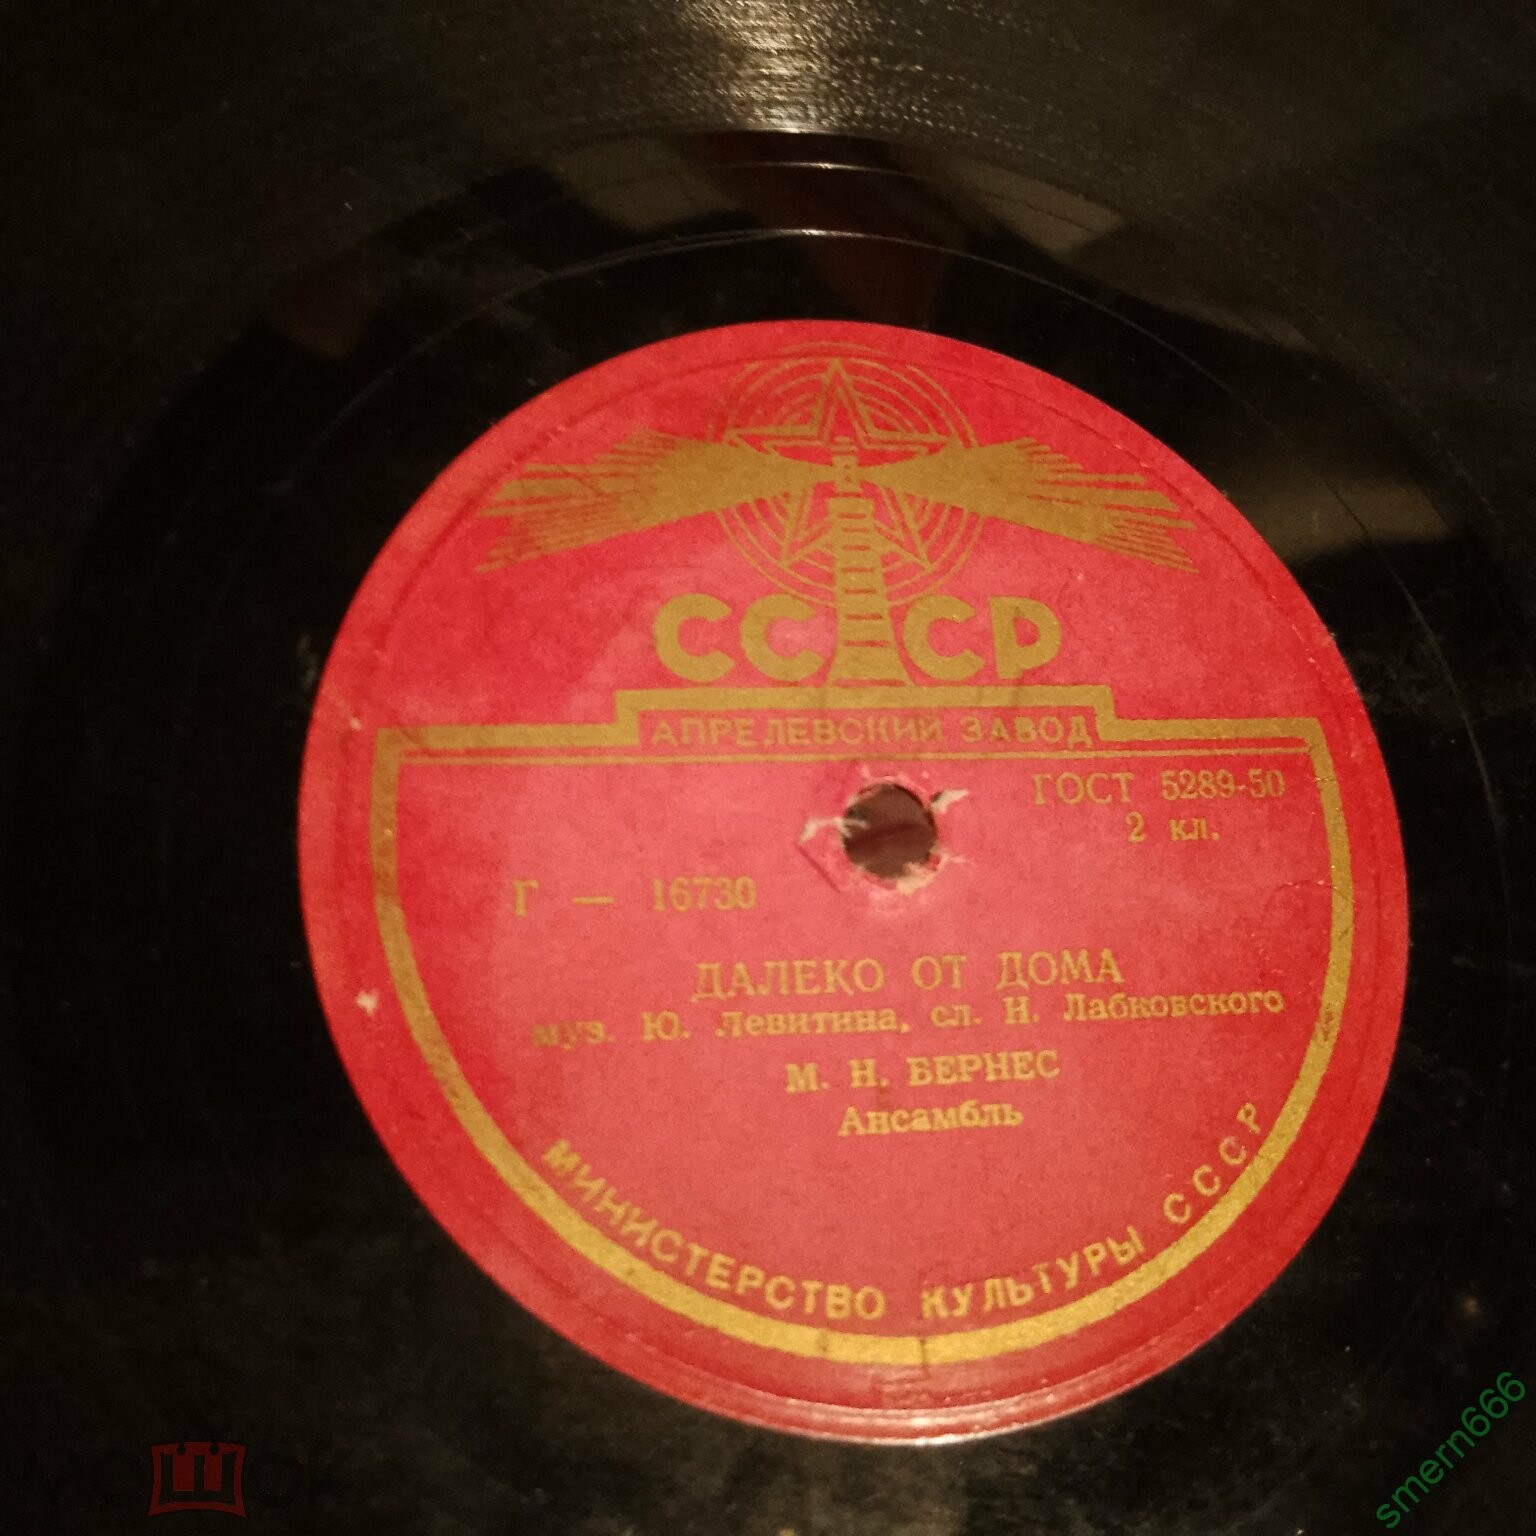 СССР
АПРЕЛЕВСКИЙ ЗАВОД
ГОСТ 5289-50
2 кл.
Г — 16730
ДАЛЕКО ОТ ДОМА
муз. Ю. Левитина, сл. Н. Лабковского
М. Н. БЕРНЕС
Ансамбль
МИНИСТЕРСТВО КУЛЬТУРЫ СССР
smern666